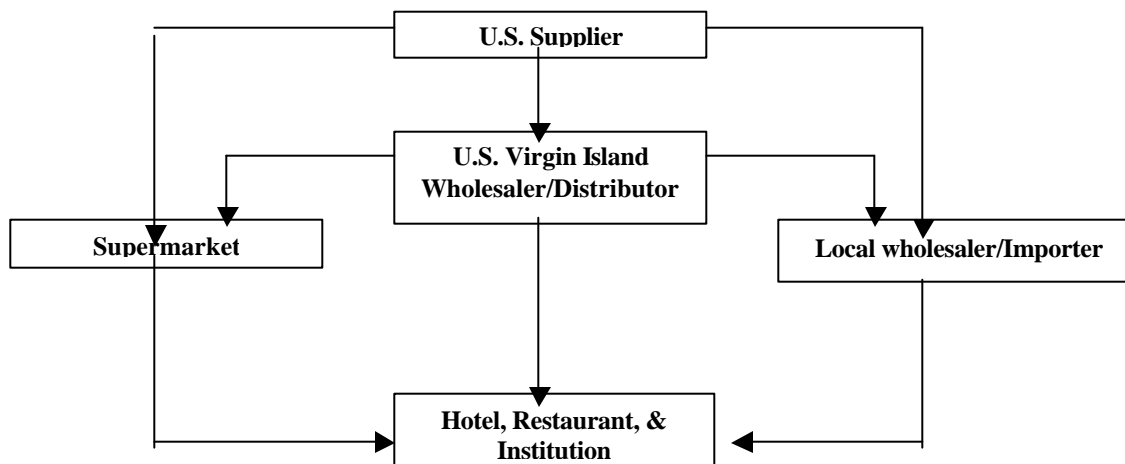 U.S. Supplier
U.S. Virgin Island
Wholesaler/Distributor
Supermarket
Local wholesaler/Importer
Hotel, Restaurant, &
Institution